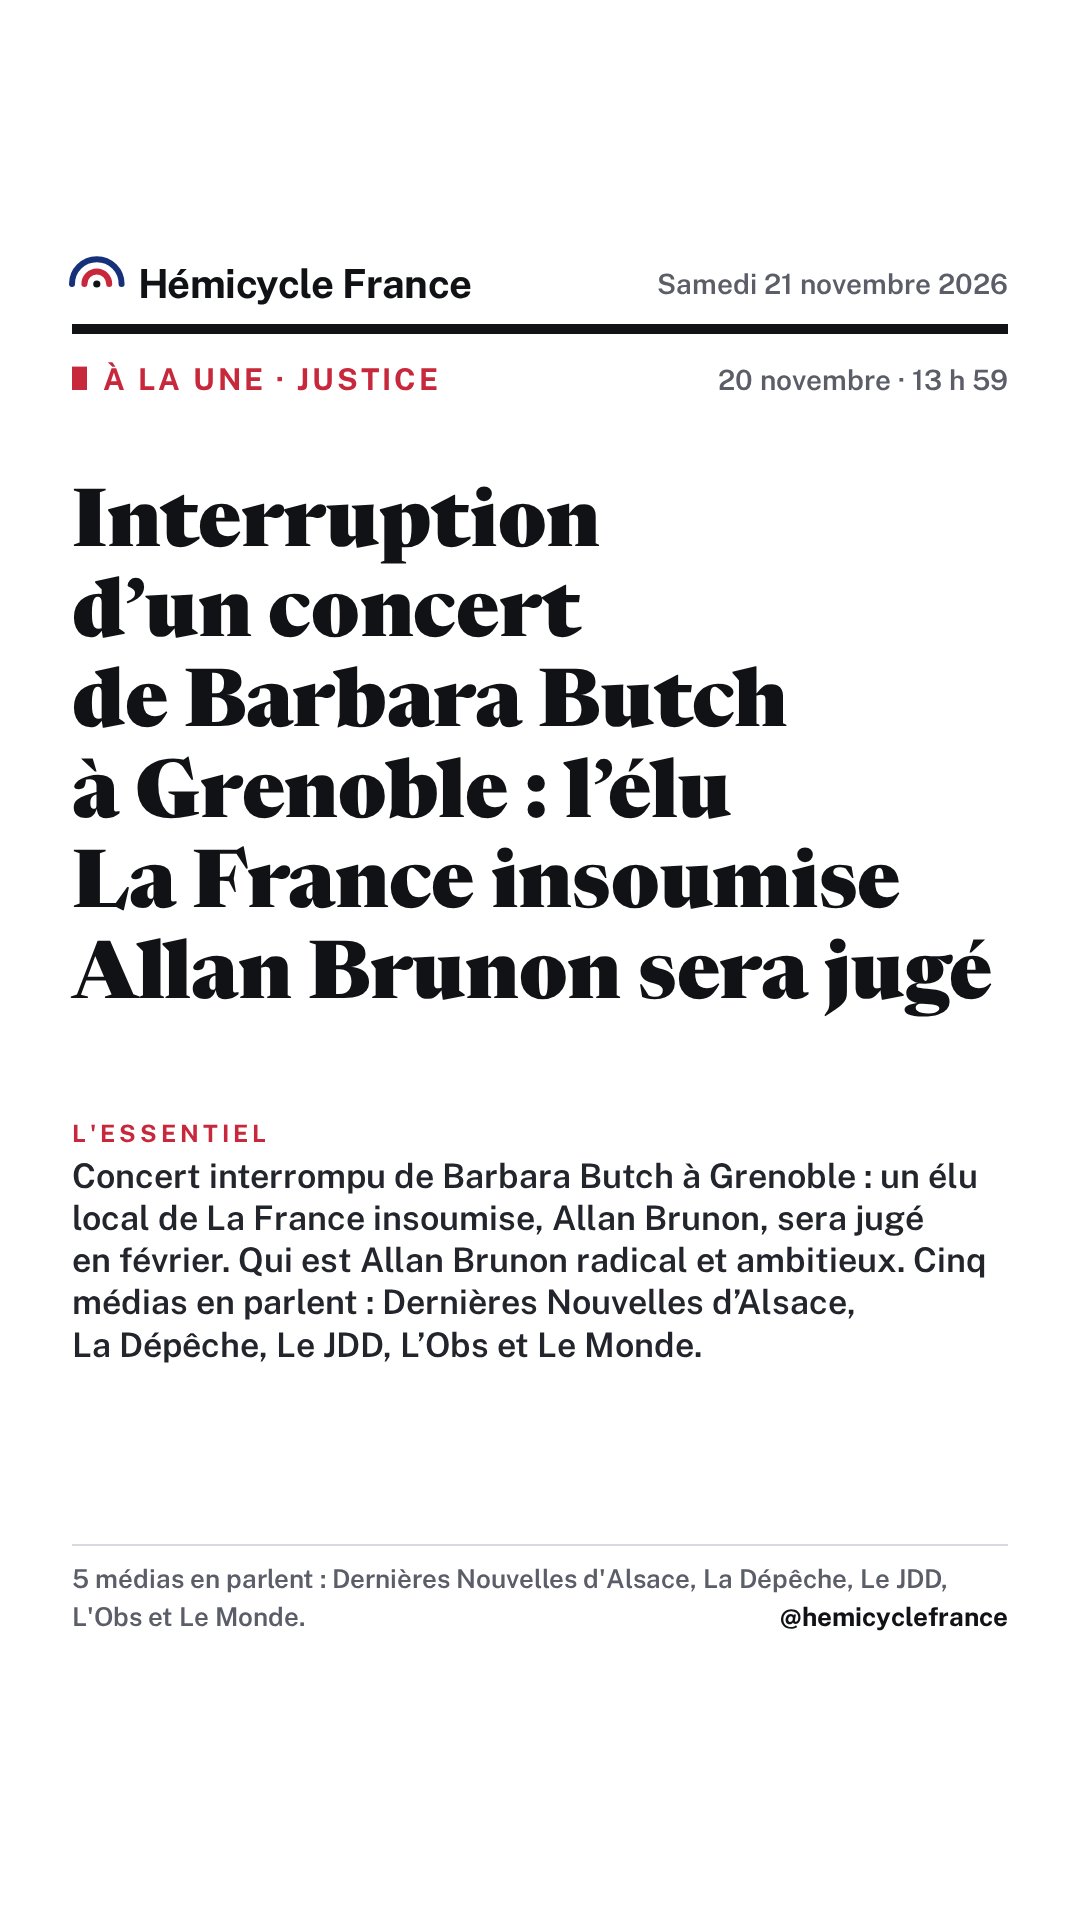 Hémicycle France
Samedi 21 novembre 2026
À LA UNE · JUSTICE
20 novembre · 13 h 59
Interruption
d’un concert
de Barbara Butch
à Grenoble : l’élu
La France insoumise
Allan Brunon sera jugé
L'ESSENTIEL
Concert interrompu de Barbara Butch à Grenoble : un élu
local de La France insoumise, Allan Brunon, sera jugé
en février. Qui est Allan Brunon radical et ambitieux. Cinq
médias en parlent : Dernières Nouvelles d’Alsace,
La Dépêche, Le JDD, L’Obs et Le Monde.
5 médias en parlent : Dernières Nouvelles d'Alsace, La Dépêche, Le JDD,
L'Obs et Le Monde.
@hemicyclefrance